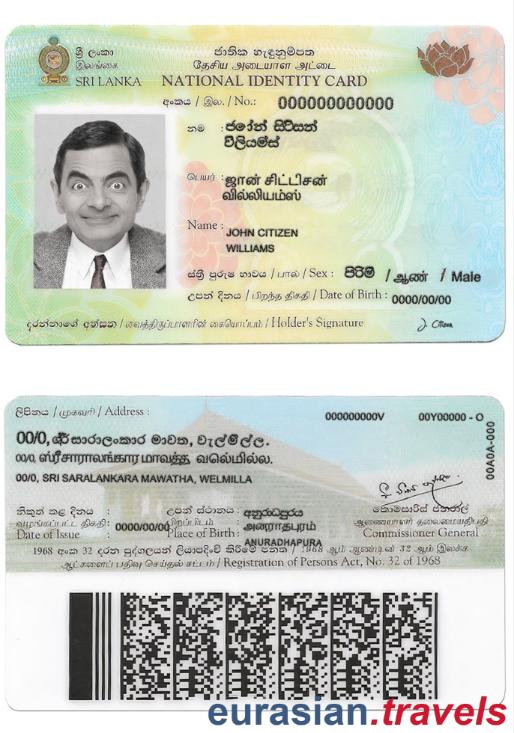 ශ්‍රී ලංකා
இலங்கை
SRI LANKA
ජාතික හැඳුනුම්පත
தேசிய அடையாள அட்டை
NATIONAL IDENTITY CARD
අංකය / இல. / No.: 000000000000
නම : ජෝන් සිටිසන්
විලියම්ස්
பெயர் : ஜான் சிட்டிசன்
வில்லியம்ஸ்
Name : JOHN CITIZEN
WILLIAMS
ස්ත්‍රී පුරුෂ භාවය / பால் / Sex : පිරිමි / ஆண் / Male
උපන් දිනය / பிறந்த திகதி / Date of Birth : 0000/00/00
දරන්නාගේ අත්සන / வைத்திருப்பாளரின் கையொப்பம் / Holder's Signature
J. Citizen
ලිපිනය / முகவரி / Address :
000000000V 00Y00000 - O
00A0A-000
00/0, ශ්‍රී සාරාලංකාර මාවත, වැල්මිල්ල.
00/0, ஸ்ரீ சாராலங்கார மாவத்த வல்மில்ல.
00/0, SRI SARALANKARA MAWATHA, WELMILLA
නිකුත් කළ දිනය :
வழங்கப்பட்ட திகதி :
Date of Issue : 0000/00/00
උපන් ස්ථානය : අනුරාධපුරය
பிறப்பிடம் : அனுராதபுரம்
Place of Birth : ANURADHAPURA
කොමසාරිස් ජනරාල්
ஆணையாளர் தலைமையதிபதி
Commissioner General
1968 අංක 32 දරන පුද්ගලයන් ලියාපදිංචි කිරීමේ පනත / 1968 ஆம் ஆண்டின் 32 ஆம் இலக்க
ஆட்களைப் பதிவு செய்தல் சட்டம் / Registration of Persons Act, No. 32 of 1968
eurasian.travels